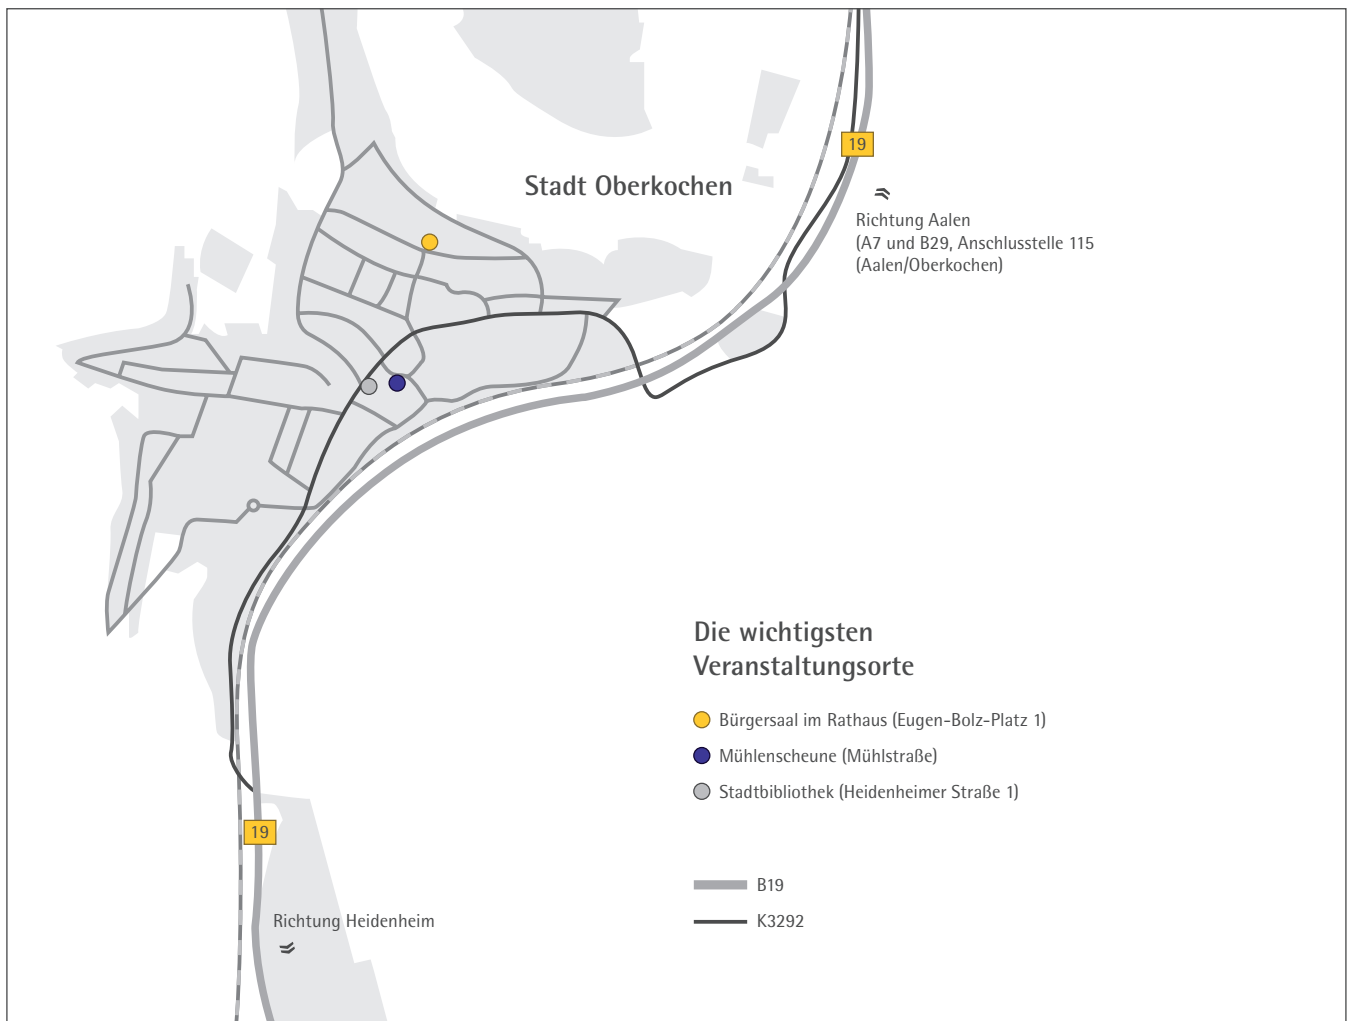 Stadt Oberkochen
19
Richtung Aalen
(A7 und B29, Anschlusstelle 115
(Aalen/Oberkochen)
Die wichtigsten
Veranstaltungsorte
Bürgersaal im Rathaus (Eugen-Bolz-Platz 1)
Mühlenscheune (Mühlstraße)
Stadtbibliothek (Heidenheimer Straße 1)
19
B19
Richtung Heidenheim
K3292